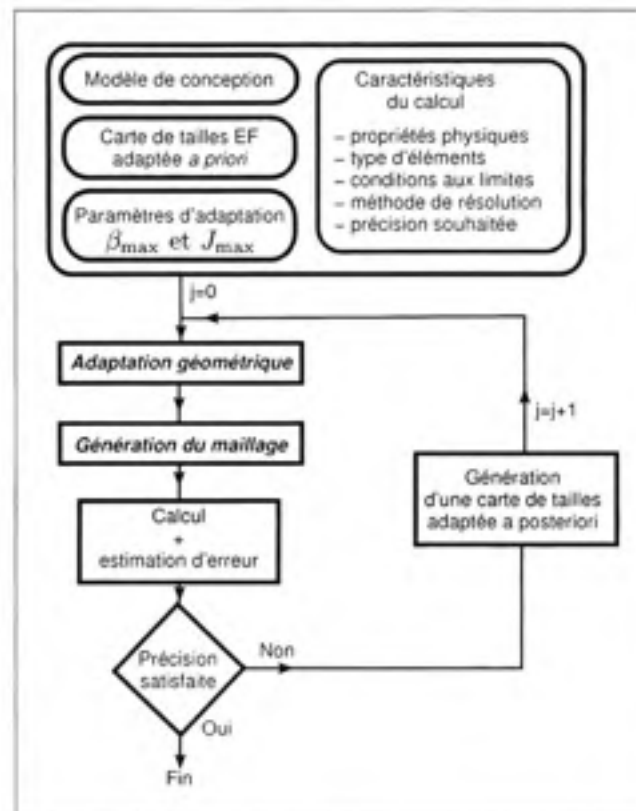 Modèle de conception
Carte de tailles EF
adaptée a priori
Paramètres d'adaptation
βmax et Jmax
Caractéristiques
du calcul
– propriétés physiques
– type d'éléments
– conditions aux limites
– méthode de résolution
– précision souhaitée
j=0
Adaptation géométrique
Génération du maillage
Calcul
+
estimation d'erreur
Précision
satisfaite
Non
Oui
Fin
j=j+1
Génération
d'une carte de tailles
adaptée a posteriori